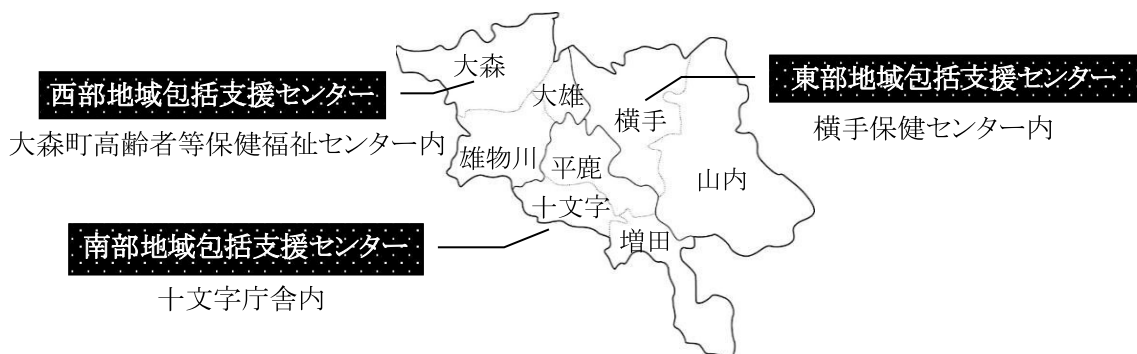 西部地域包括支援センター
大森町高齢者等保健福祉センター内
南部地域包括支援センター
十文字庁舎内
大森
大雄
横手
雄物川
平鹿
山内
十文字
増田
東部地域包括支援センター
横手保健センター内